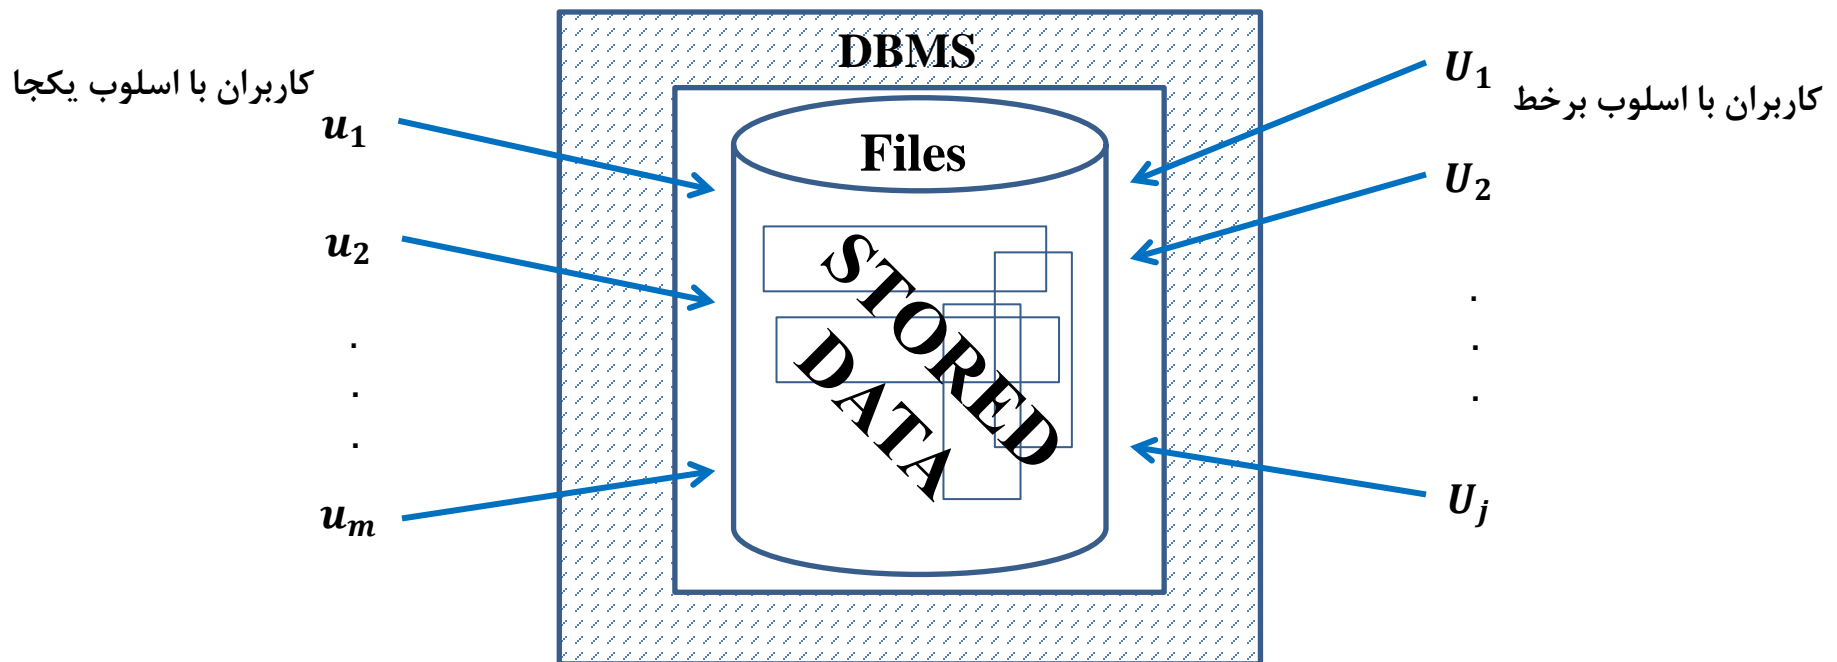 DBMS
کاربران با اسلوب یکجا
u₁
u₂
.
.
.
uₘ
Files
STORED
DATA
کاربران با اسلوب برخط
U₁
U₂
.
.
.
Uⱼ